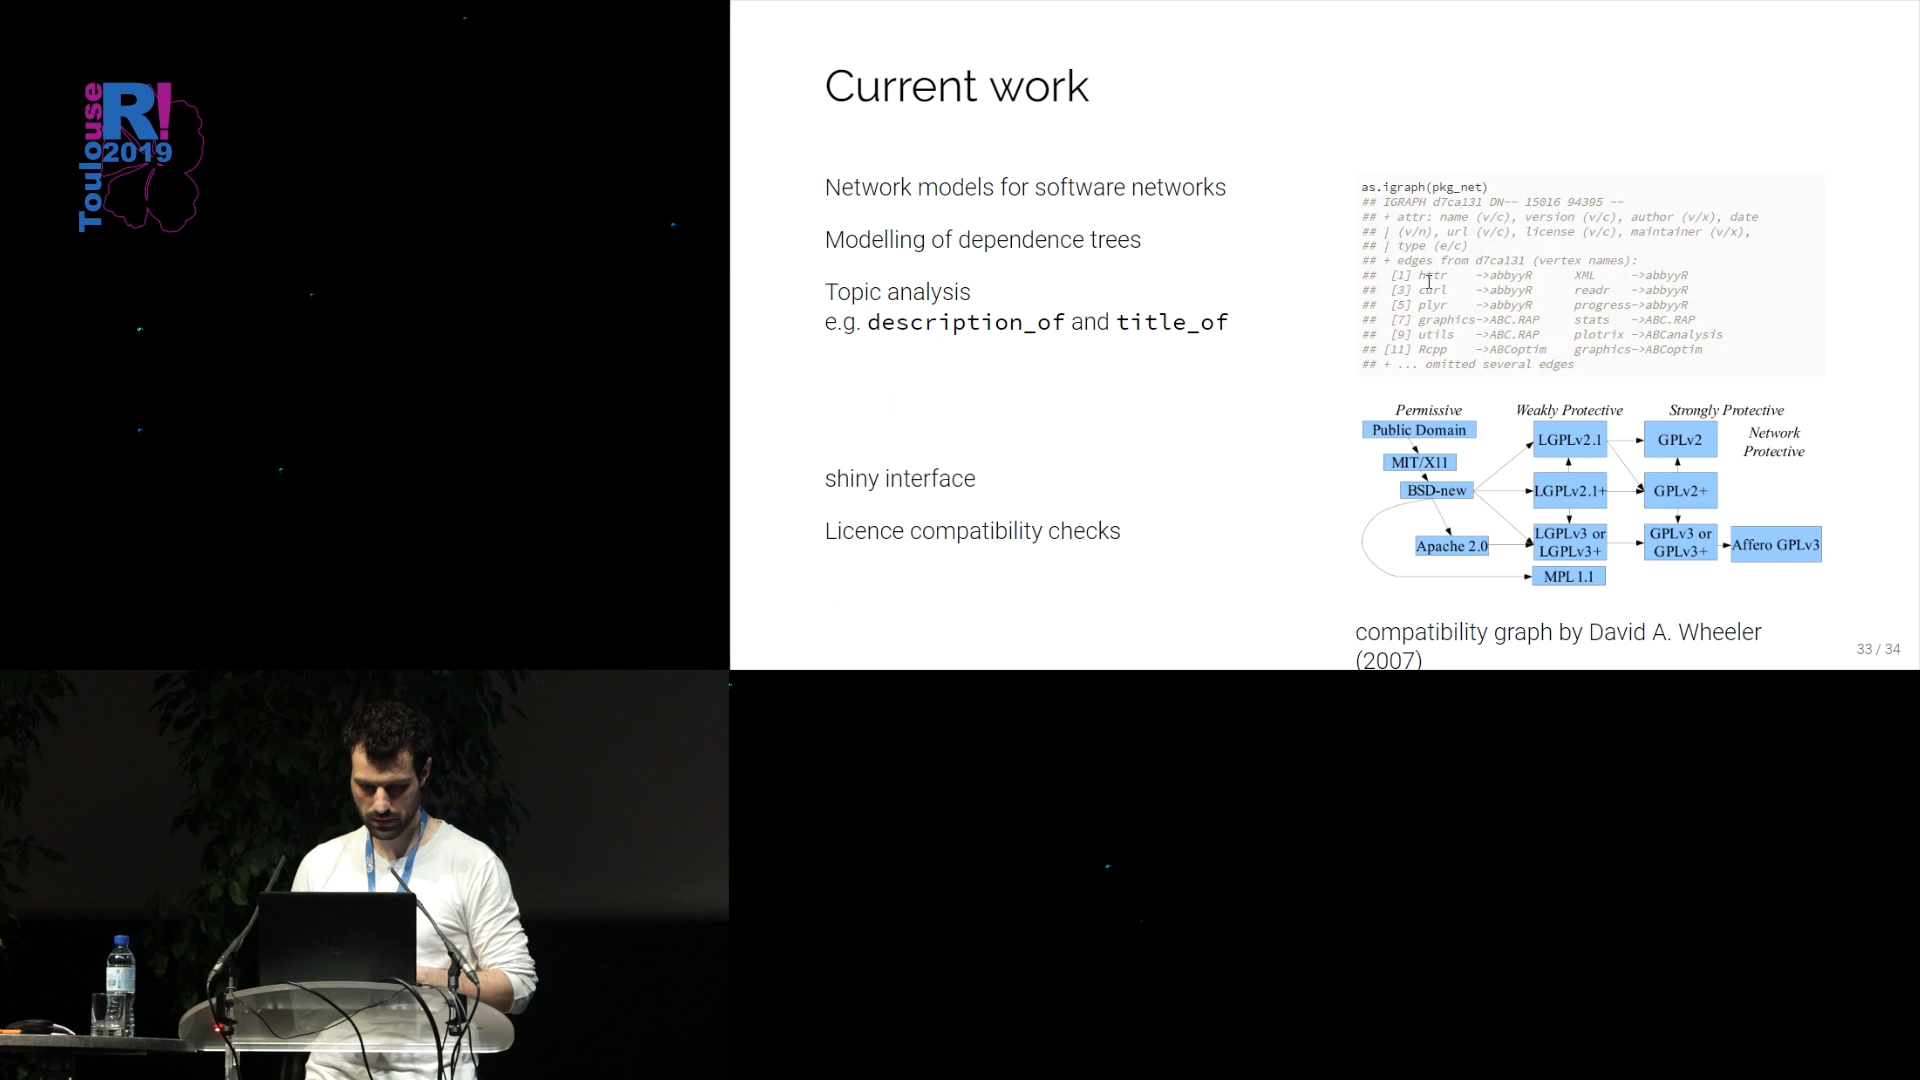 Toulouse
R!
2019
Current work
Network models for software networks
Modelling of dependence trees
Topic analysis
e.g. description_of and title_of
shiny interface
Licence compatibility checks
as.igraph(pkg_net)
## IGRAPH d7ca131 DN-- 15016 94395 --
## + attr: name (v/c), version (v/c), author (v/x), date
## | (v/n), url (v/c), license (v/c), maintainer (v/x),
## | type (e/c)
## + edges from d7ca131 (vertex names):
## [1] httr ->abbyyR XML ->abbyyR
## [3] curl ->abbyyR readr ->abbyyR
## [5] plyr ->abbyyR progress->abbyyR
## [7] graphics->ABC.RAP stats ->ABC.RAP
## [9] utils ->ABC.RAP plotrix ->ABCanalysis
## [11] Rcpp ->ABCoptim graphics->ABCoptim
## + ... omitted several edges
Permissive Weakly Protective Strongly Protective
Network
Protective
Public Domain
MIT/X11
BSD-new
Apache 2.0
LGPLv2.1
LGPLv2.1+
LGPLv3 or
LGPLv3+
MPL 1.1
GPLv2
GPLv2+
GPLv3 or
GPLv3+
Affero GPLv3
compatibility graph by David A. Wheeler
(2007)
33 / 34